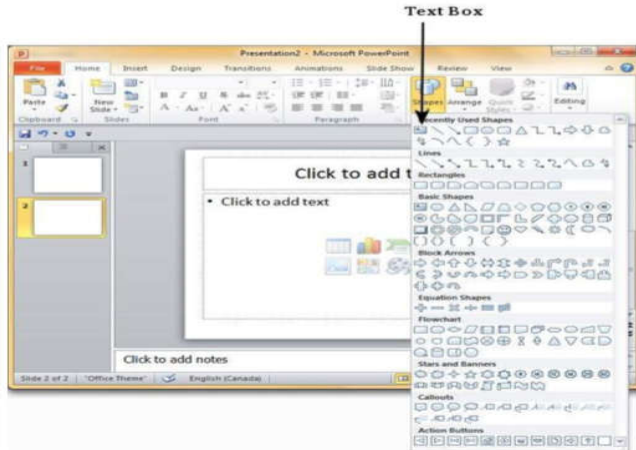 Text Box
Presentation2 - Microsoft PowerPoint
File Home Insert Design Transitions Animations Slide Show Review View
Paste New Slide Shapes Arrange Quick Styles Editing
Clipboard Slides Font Paragraph
Recently Used Shapes
Lines
Rectangles
Basic Shapes
Block Arrows
Equation Shapes
Flowchart
Stars and Banners
Callouts
Action Buttons
1
2
Click to add t
• Click to add text
Click to add notes
Slide 2 of 2 "Office Theme" English (Canada)